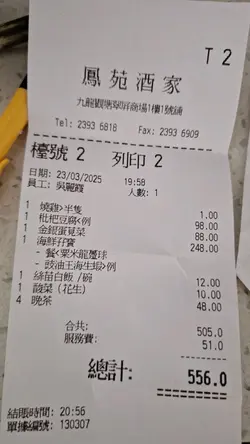 T 2
鳳苑酒家
九龍觀塘翠屏商場1樓1號舖
Tel: 2393 6818 Fax: 2393 6909
檯號 2 列印 2
日期: 23/03/2025 19:58
員工: 吳麗霞 人數: 1
1 燒雞>半隻 1.00
1 枇杷豆腐<例 98.00
1 金銀蛋莧菜 88.00
1 海鮮孖寶 248.00
- 餐<粟米龍躉球
- 豉油王海生蝦>例
1 絲苗白飯 /碗 12.00
1 酸菜 (花生) 10.00
4 晚茶 48.00
合共: 505.0
服務費: 51.0
總計: 556.0
結賬時間: 20:56
單據編號: 130307